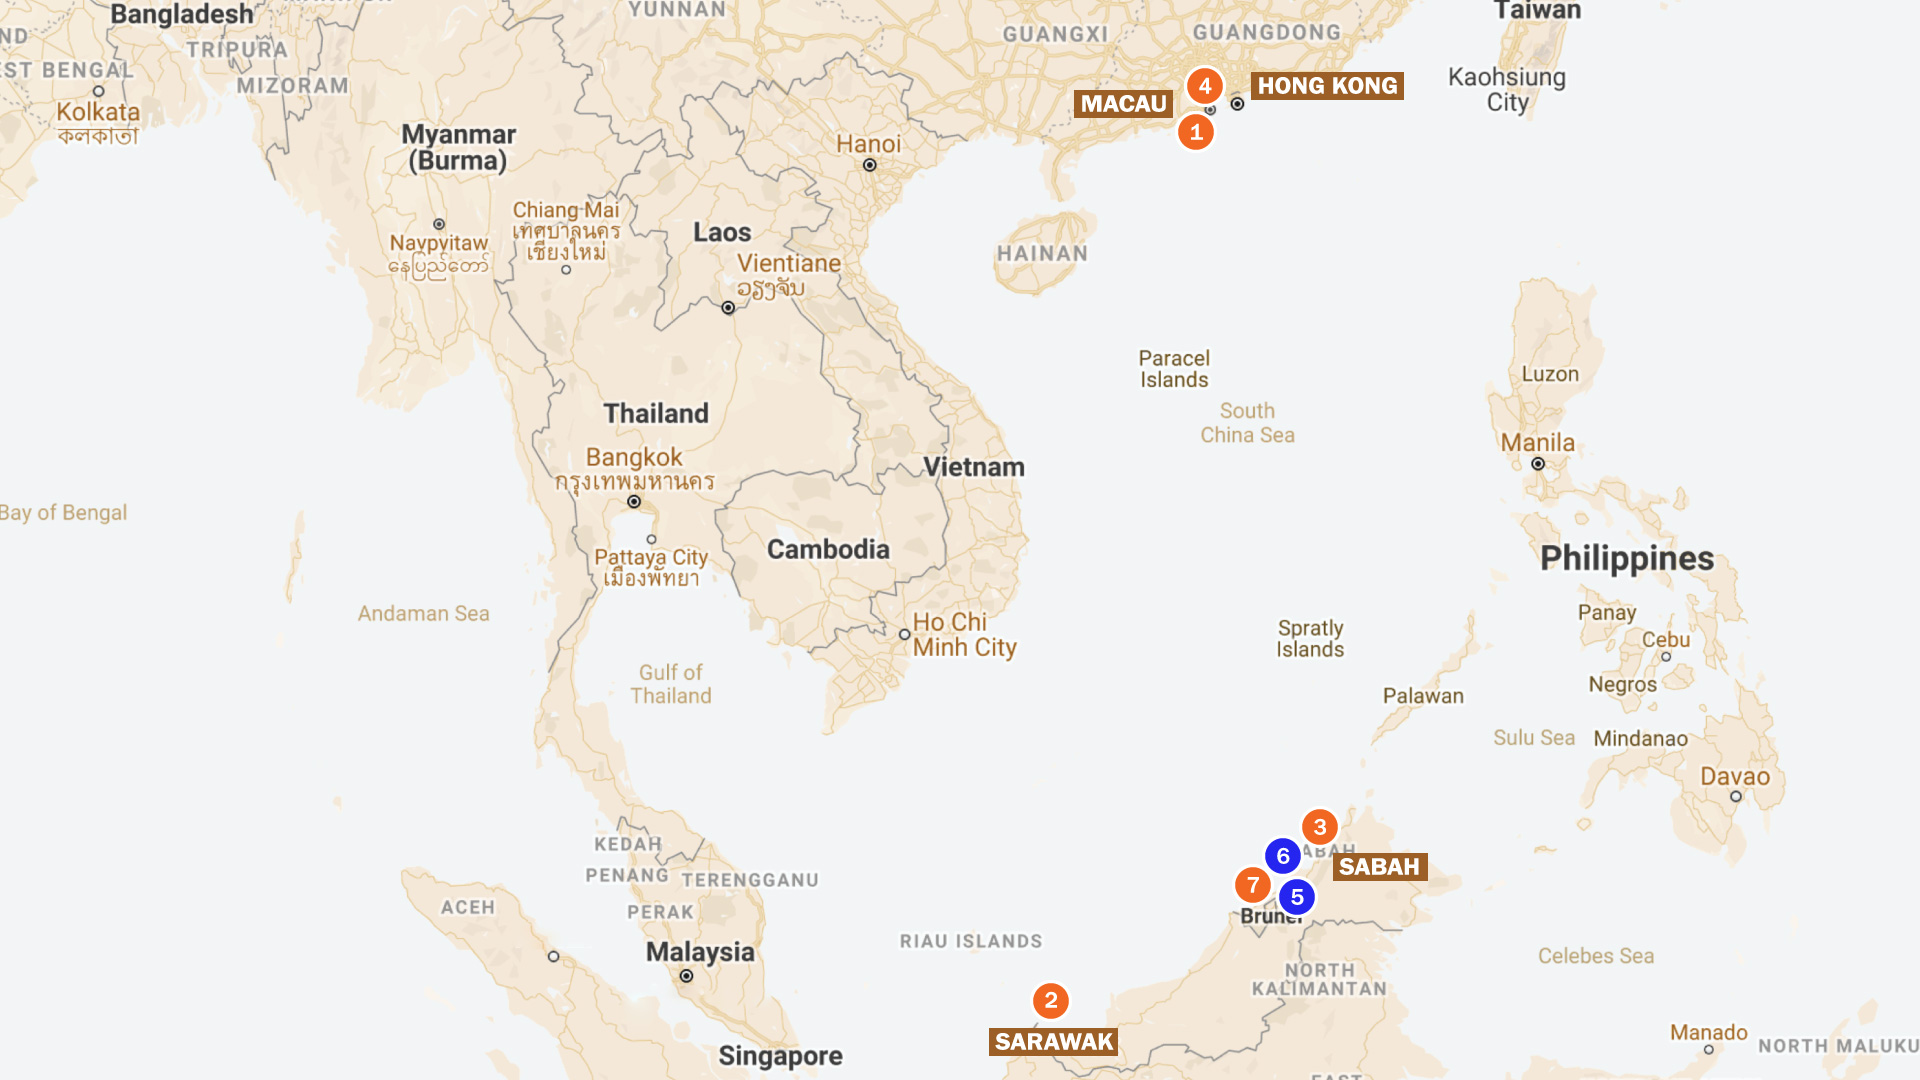 Bangladesh
TRIPURA
MIZORAM
EST BENGAL
ND
Kolkata
কলকাতা
YUNNAN
GUANGXI
GUANGDONG
Taiwan
Kaohsiung
City
4
HONG KONG
MACAU
1
Myanmar
(Burma)
Hanoi
Chiang Mai
เทศบาลนคร
เชียงใหม่
Naypyitaw
နေပြည်တော်
Laos
Vientiane
ວຽງຈັນ
HAINAN
Paracel
Islands
South
China Sea
Luzon
Manila
Thailand
Bangkok
กรุงเทพมหานคร
Vietnam
Bay of Bengal
Pattaya City
เมืองพัทยา
Cambodia
Philippines
Andaman Sea
Ho Chi
Minh City
Spratly
Islands
Panay
Cebu
Gulf of
Thailand
Palawan
Negros
Sulu Sea
Mindanao
Davao
3
6
ABAH
SABAH
7
5
Brunei
KEDAH
PENANG
TERENGGANU
PERAK
ACEH
Malaysia
RIAU ISLANDS
Celebes Sea
NORTH
KALIMANTAN
2
SARAWAK
Singapore
Manado
NORTH MALUKU
EAST